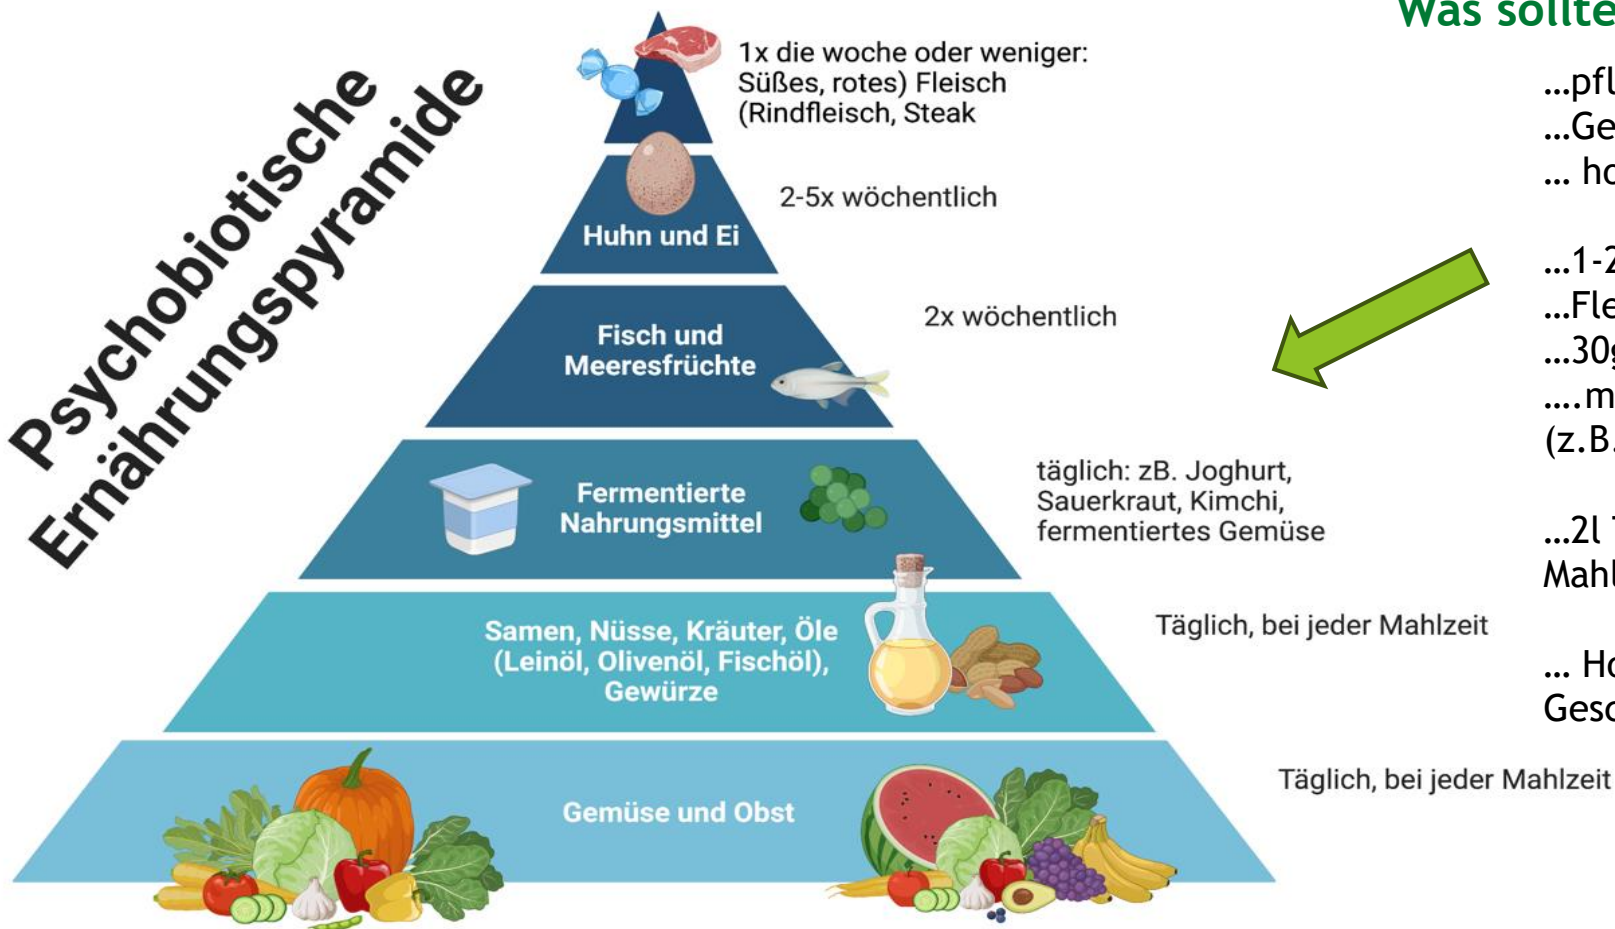 Psychobiotische
Ernährungspyramide
1x die woche oder weniger:
Süßes, rotes) Fleisch
(Rindfleisch, Steak
Huhn und Ei
2-5x wöchentlich
Fisch und
Meeresfrüchte
2x wöchentlich
Fermentierte
Nahrungsmittel
täglich: zB. Joghurt,
Sauerkraut, Kimchi,
fermentiertes Gemüse
Samen, Nüsse, Kräuter, Öle
(Leinöl, Olivenöl, Fischöl),
Gewürze
Täglich, bei jeder Mahlzeit
Gemüse und Obst
Täglich, bei jeder Mahlzeit
Was sollte
...pfl
...Ge
... ho
...1-2
...Fle
...30g
....m
(z.B.
...2l
Mahl
... Ho
Geso